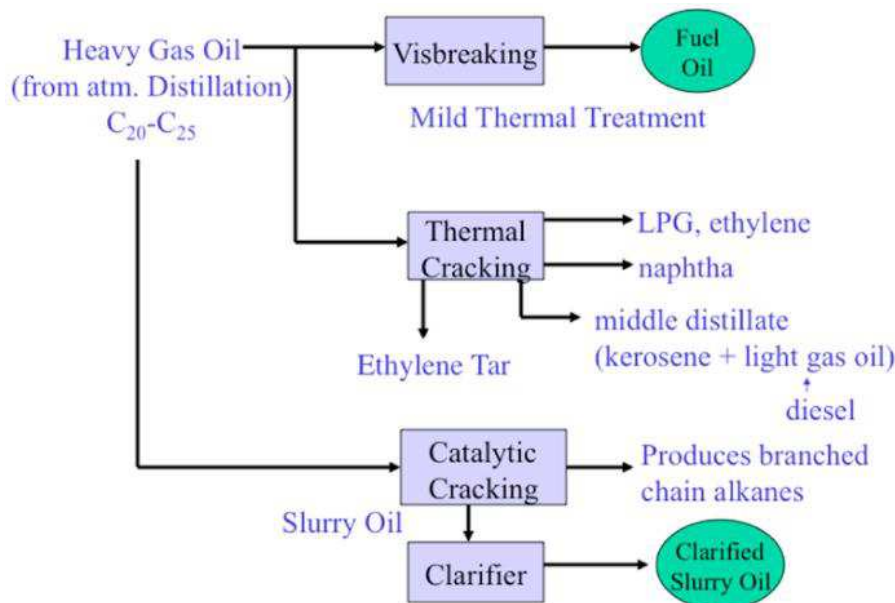 Heavy Gas Oil
(from atm. Distillation)
C₂₀-C₂₅
Visbreaking
Fuel
Oil
Mild Thermal Treatment
Thermal
Cracking
LPG, ethylene
naphtha
middle distillate
(kerosene + light gas oil)
diesel
Ethylene Tar
Catalytic
Cracking
Produces branched
chain alkanes
Slurry Oil
Clarifier
Clarified
Slurry Oil